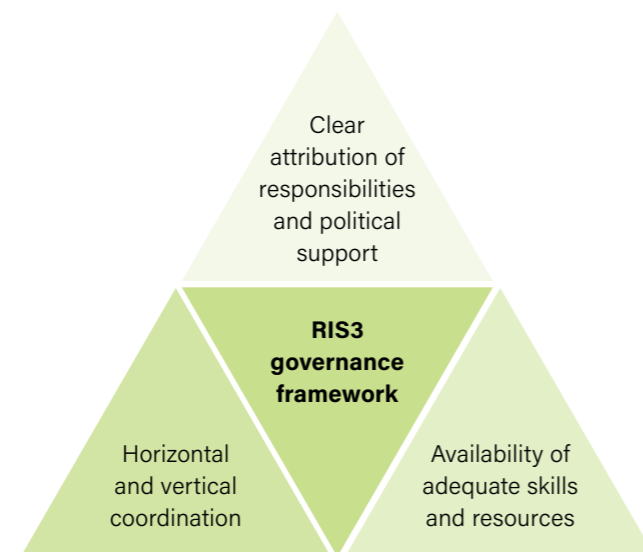 Clear
attribution of
responsibilities
and political
support
RIS3
governance
framework
Horizontal
and vertical
coordination
Availability of
adequate skills
and resources